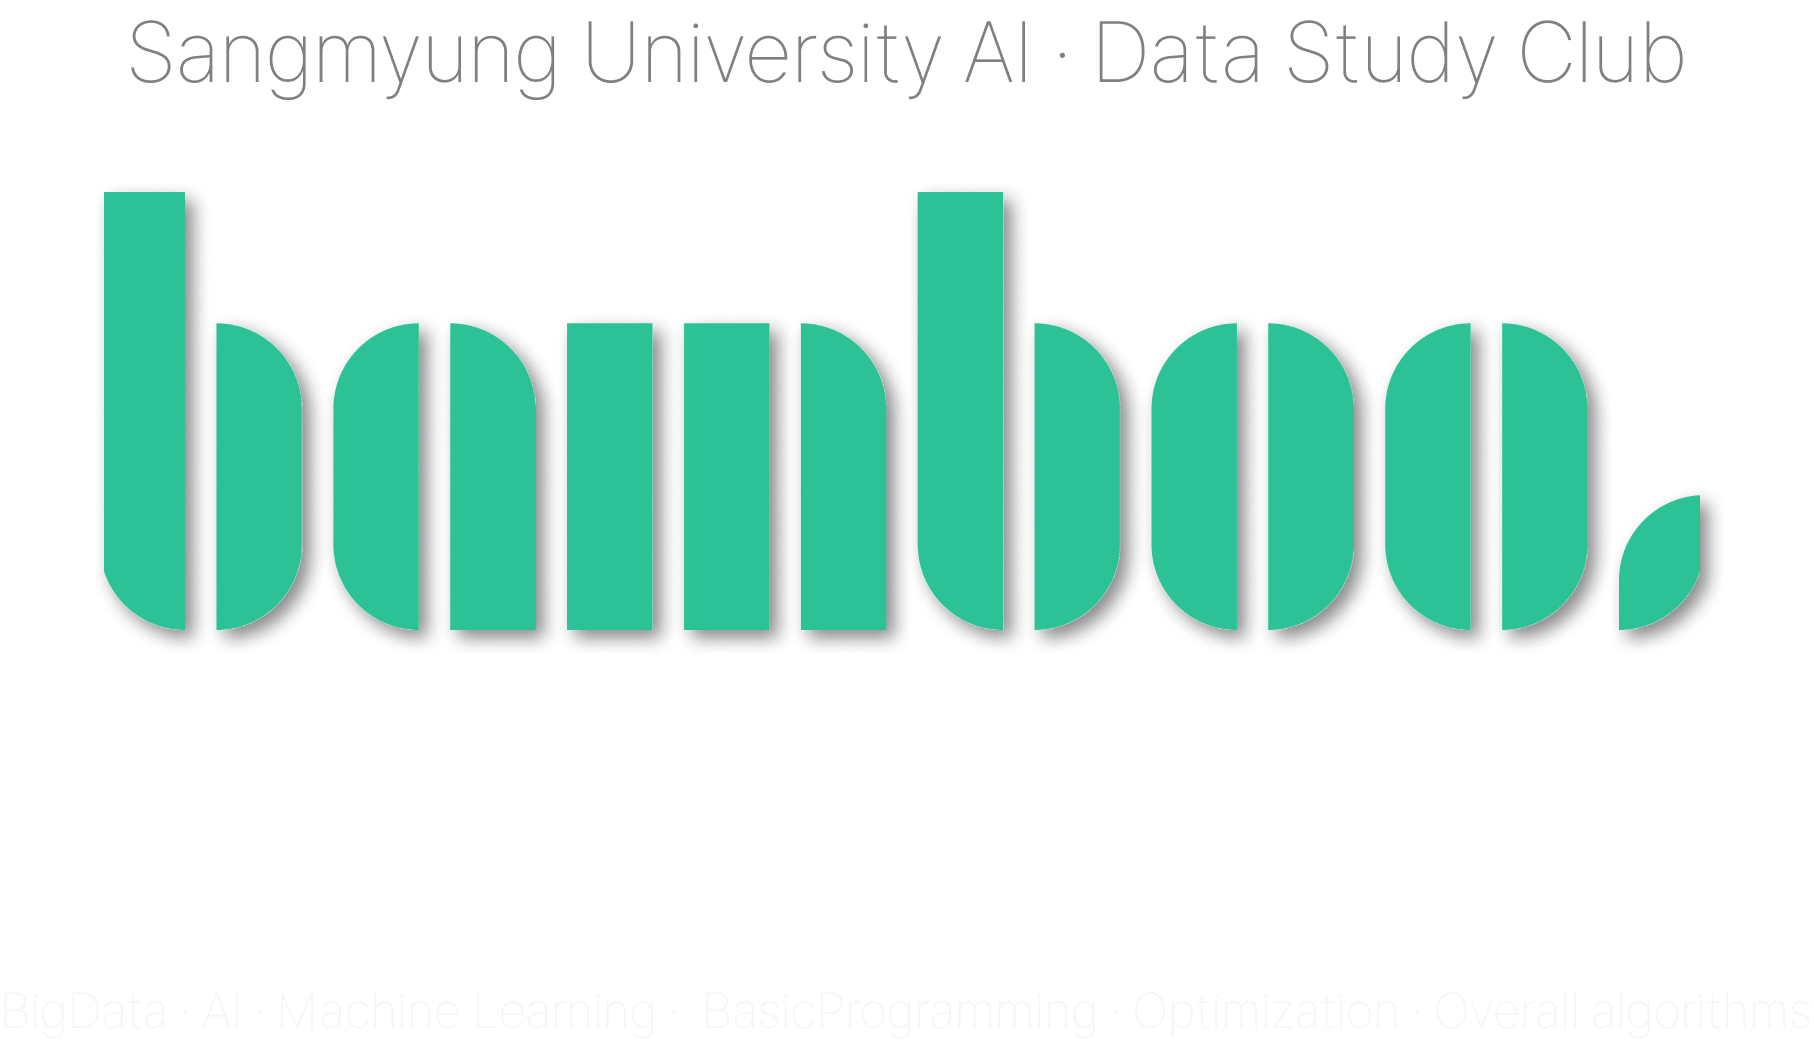 Sangmyung University AI · Data Study Club
bamboo,
BigData · AI · Machine Learning · BasicProgramming · Optimization · Overall algorithms